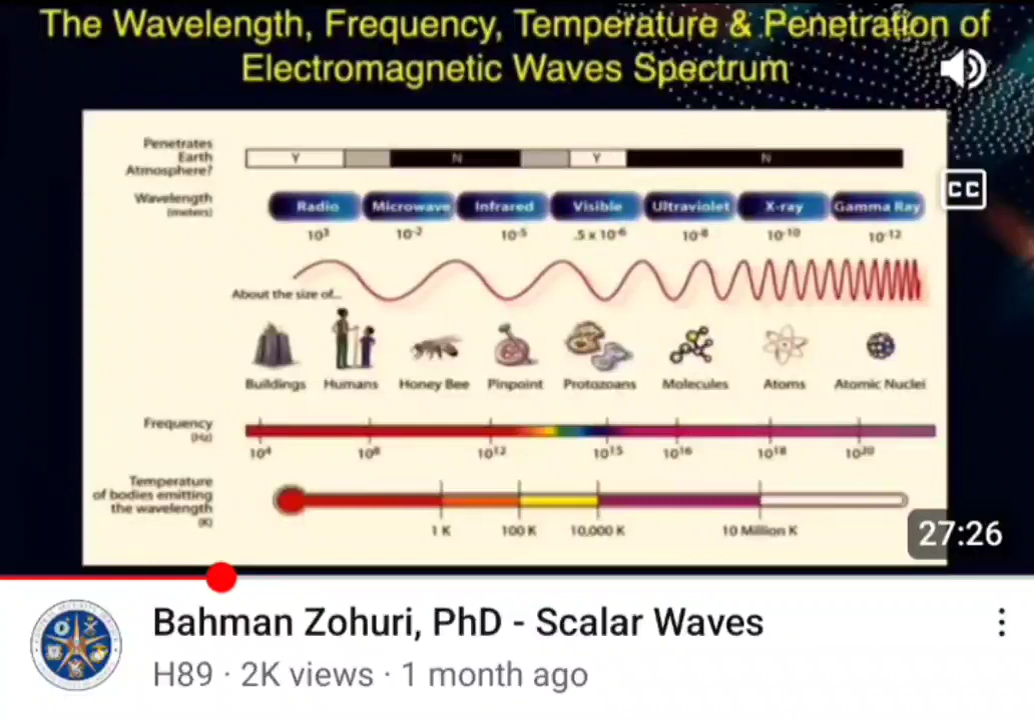 The Wavelength, Frequency, Temperature & Penetration of
Electromagnetic Waves Spectrum
Penetrates
Earth
Atmosphere?
Y N Y N
Wavelength
(meters)
Radio Microwave Infrared Visible Ultraviolet X-ray Gamma Ray
CC
10³ 10⁻² 10⁻⁵ .5 x 10⁻⁶ 10⁻⁸ 10⁻¹⁰ 10⁻¹²
About the size of...
Buildings Humans Honey Bee Pinpoint Protozoans Molecules Atoms Atomic Nuclei
Frequency
(Hz)
10⁴ 10⁸ 10¹² 10¹⁵ 10¹⁶ 10¹⁸ 10²⁰
Temperature
of bodies emitting
the wavelength
(K)
1 K 100 K 10,000 K 10 Million K
27:26
Bahman Zohuri, PhD - Scalar Waves
H89 · 2K views · 1 month ago